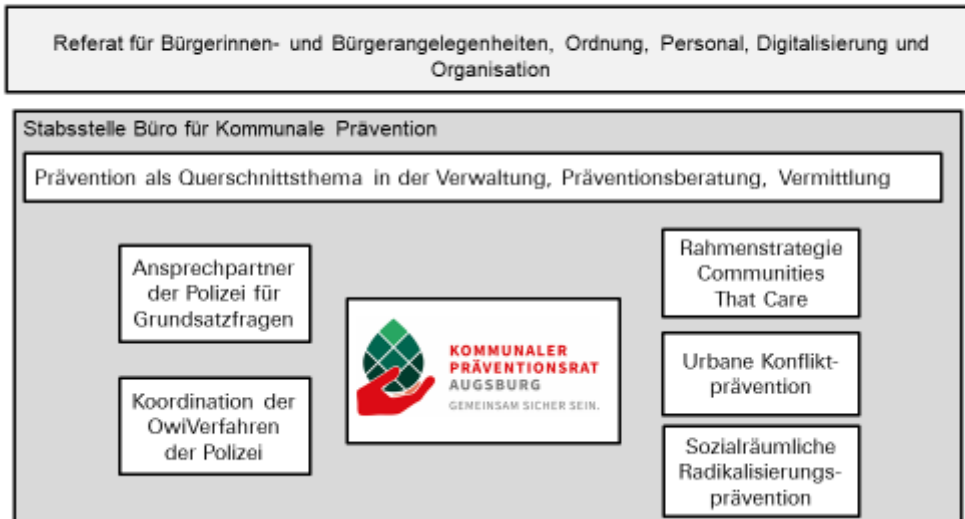 Referat für Bürgerinnen- und Bürgerangelegenheiten, Ordnung, Personal, Digitalisierung und
Organisation
Stabsstelle Büro für Kommunale Prävention
Prävention als Querschnittsthema in der Verwaltung, Präventionsberatung, Vermittlung
Ansprechpartner
der Polizei für
Grundsatzfragen
Koordination der
OwiVerfahren
der Polizei
KOMMUNALER
PRÄVENTIONSRAT
AUGSBURG
GEMEINSAM SICHER SEIN.
Rahmenstrategie
Communities
That Care
Urbane Konflikt-
prävention
Sozialräumliche
Radikalisierungs-
prävention